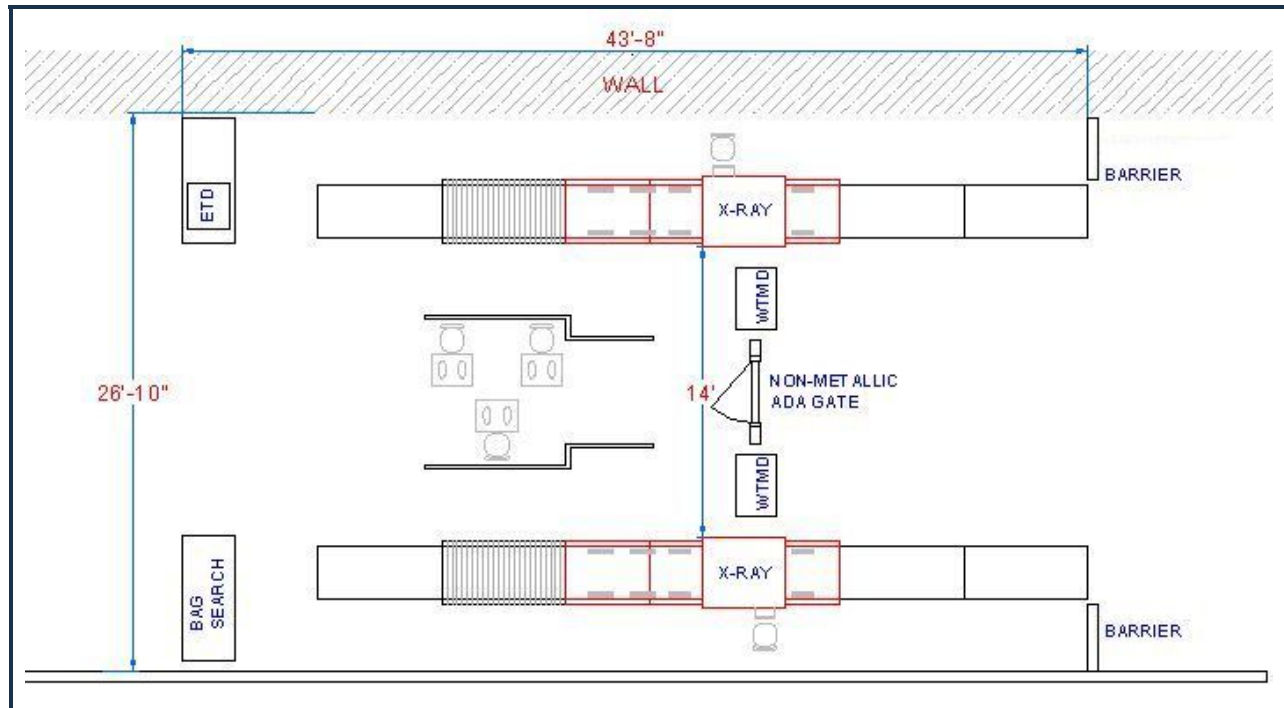 43'-8"
WALL
BARRIER
ETD
X-RAY
WTMD
26'-10"
14'
NON-METALLIC
ADA GATE
WTMD
BAG
SEARCH
X-RAY
BARRIER